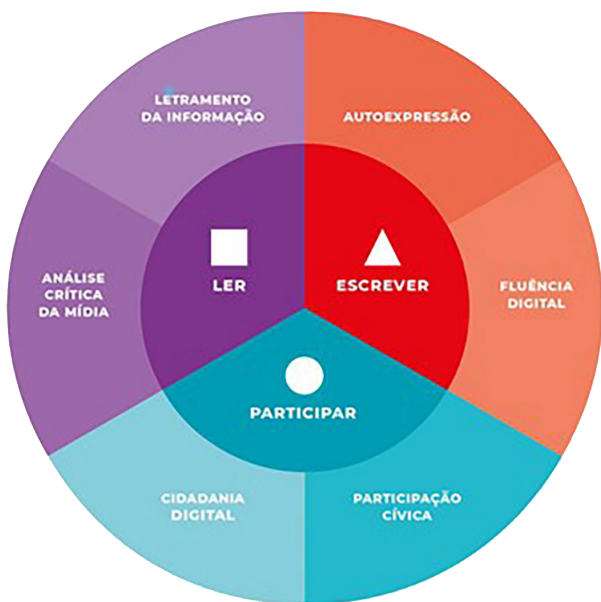 LETRAMENTO
DA INFORMAÇÃO
AUTOEXPRESSÃO
ANÁLISE
CRÍTICA
DA MÍDIA
LER
ESCREVER
FLUÊNCIA
DIGITAL
PARTICIPAR
CIDADANIA
DIGITAL
PARTICIPAÇÃO
CÍVICA